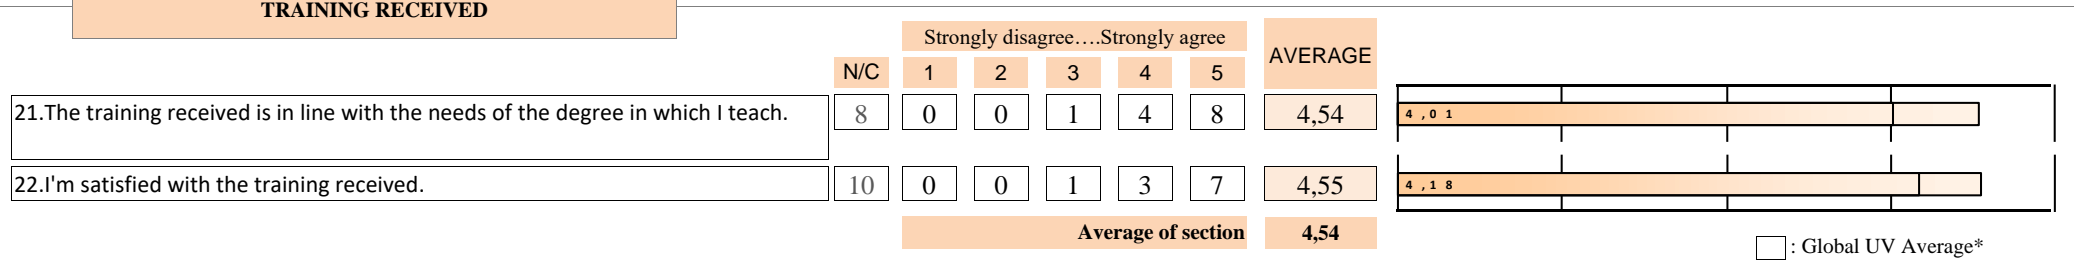 TRAINING RECEIVED
Strongly disagree….Strongly agree
AVERAGE
N/C 1 2 3 4 5
21.The training received is in line with the needs of the degree in which I teach. 8 0 0 1 4 8 4,54 4,01
22.I'm satisfied with the training received. 10 0 0 1 3 7 4,55 4,18
Average of section 4,54
: Global UV Average*